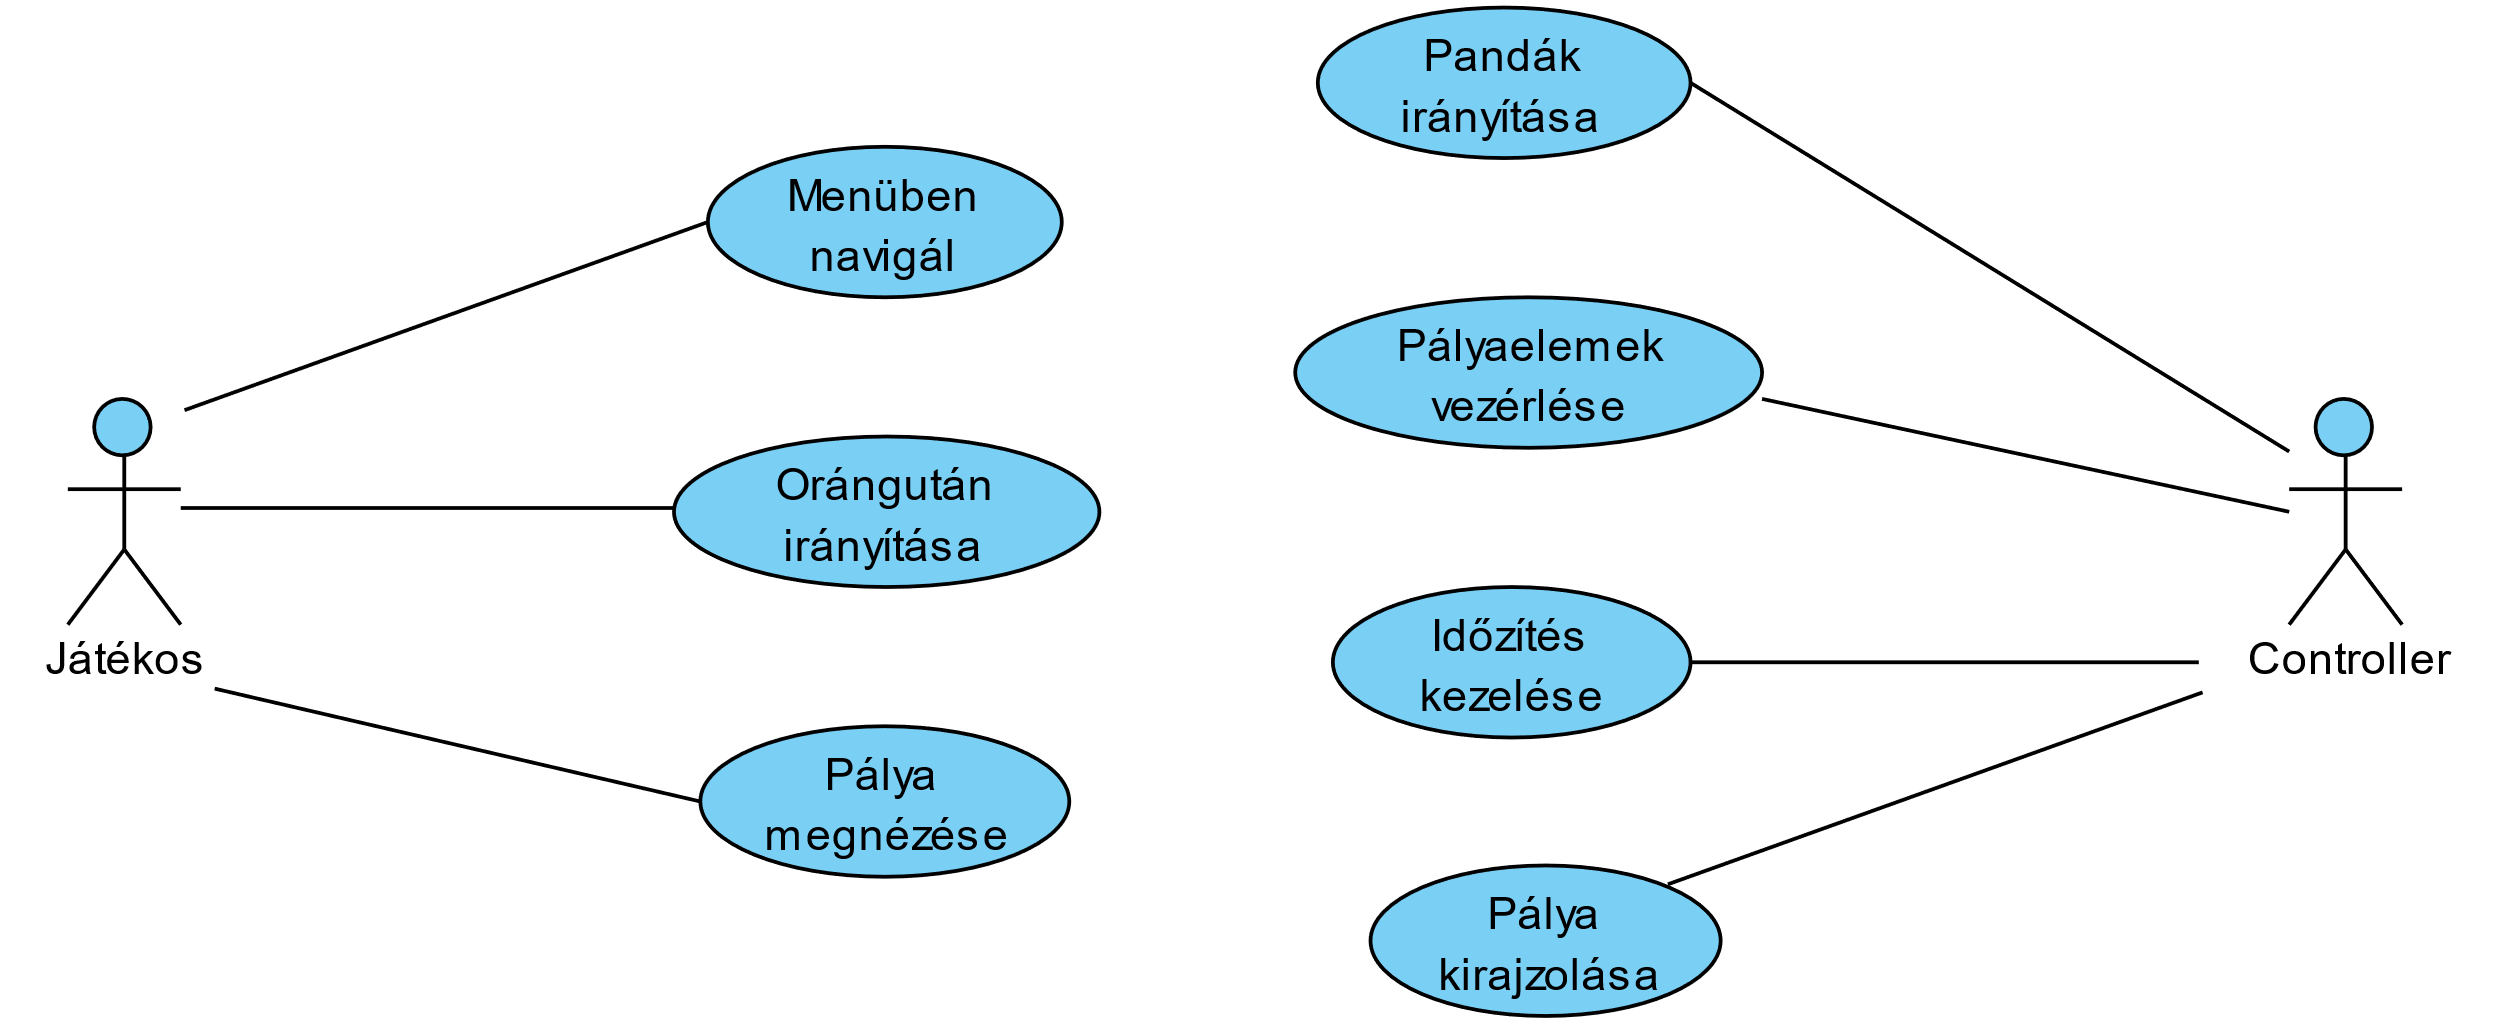 Pandák
irányítása
Menüben
navigál
Pályaelemek
vezérlése
Orángután
irányítása
Időzítés
kezelése
Játékos
Controller
Pálya
megnézése
Pálya
kirajzolása